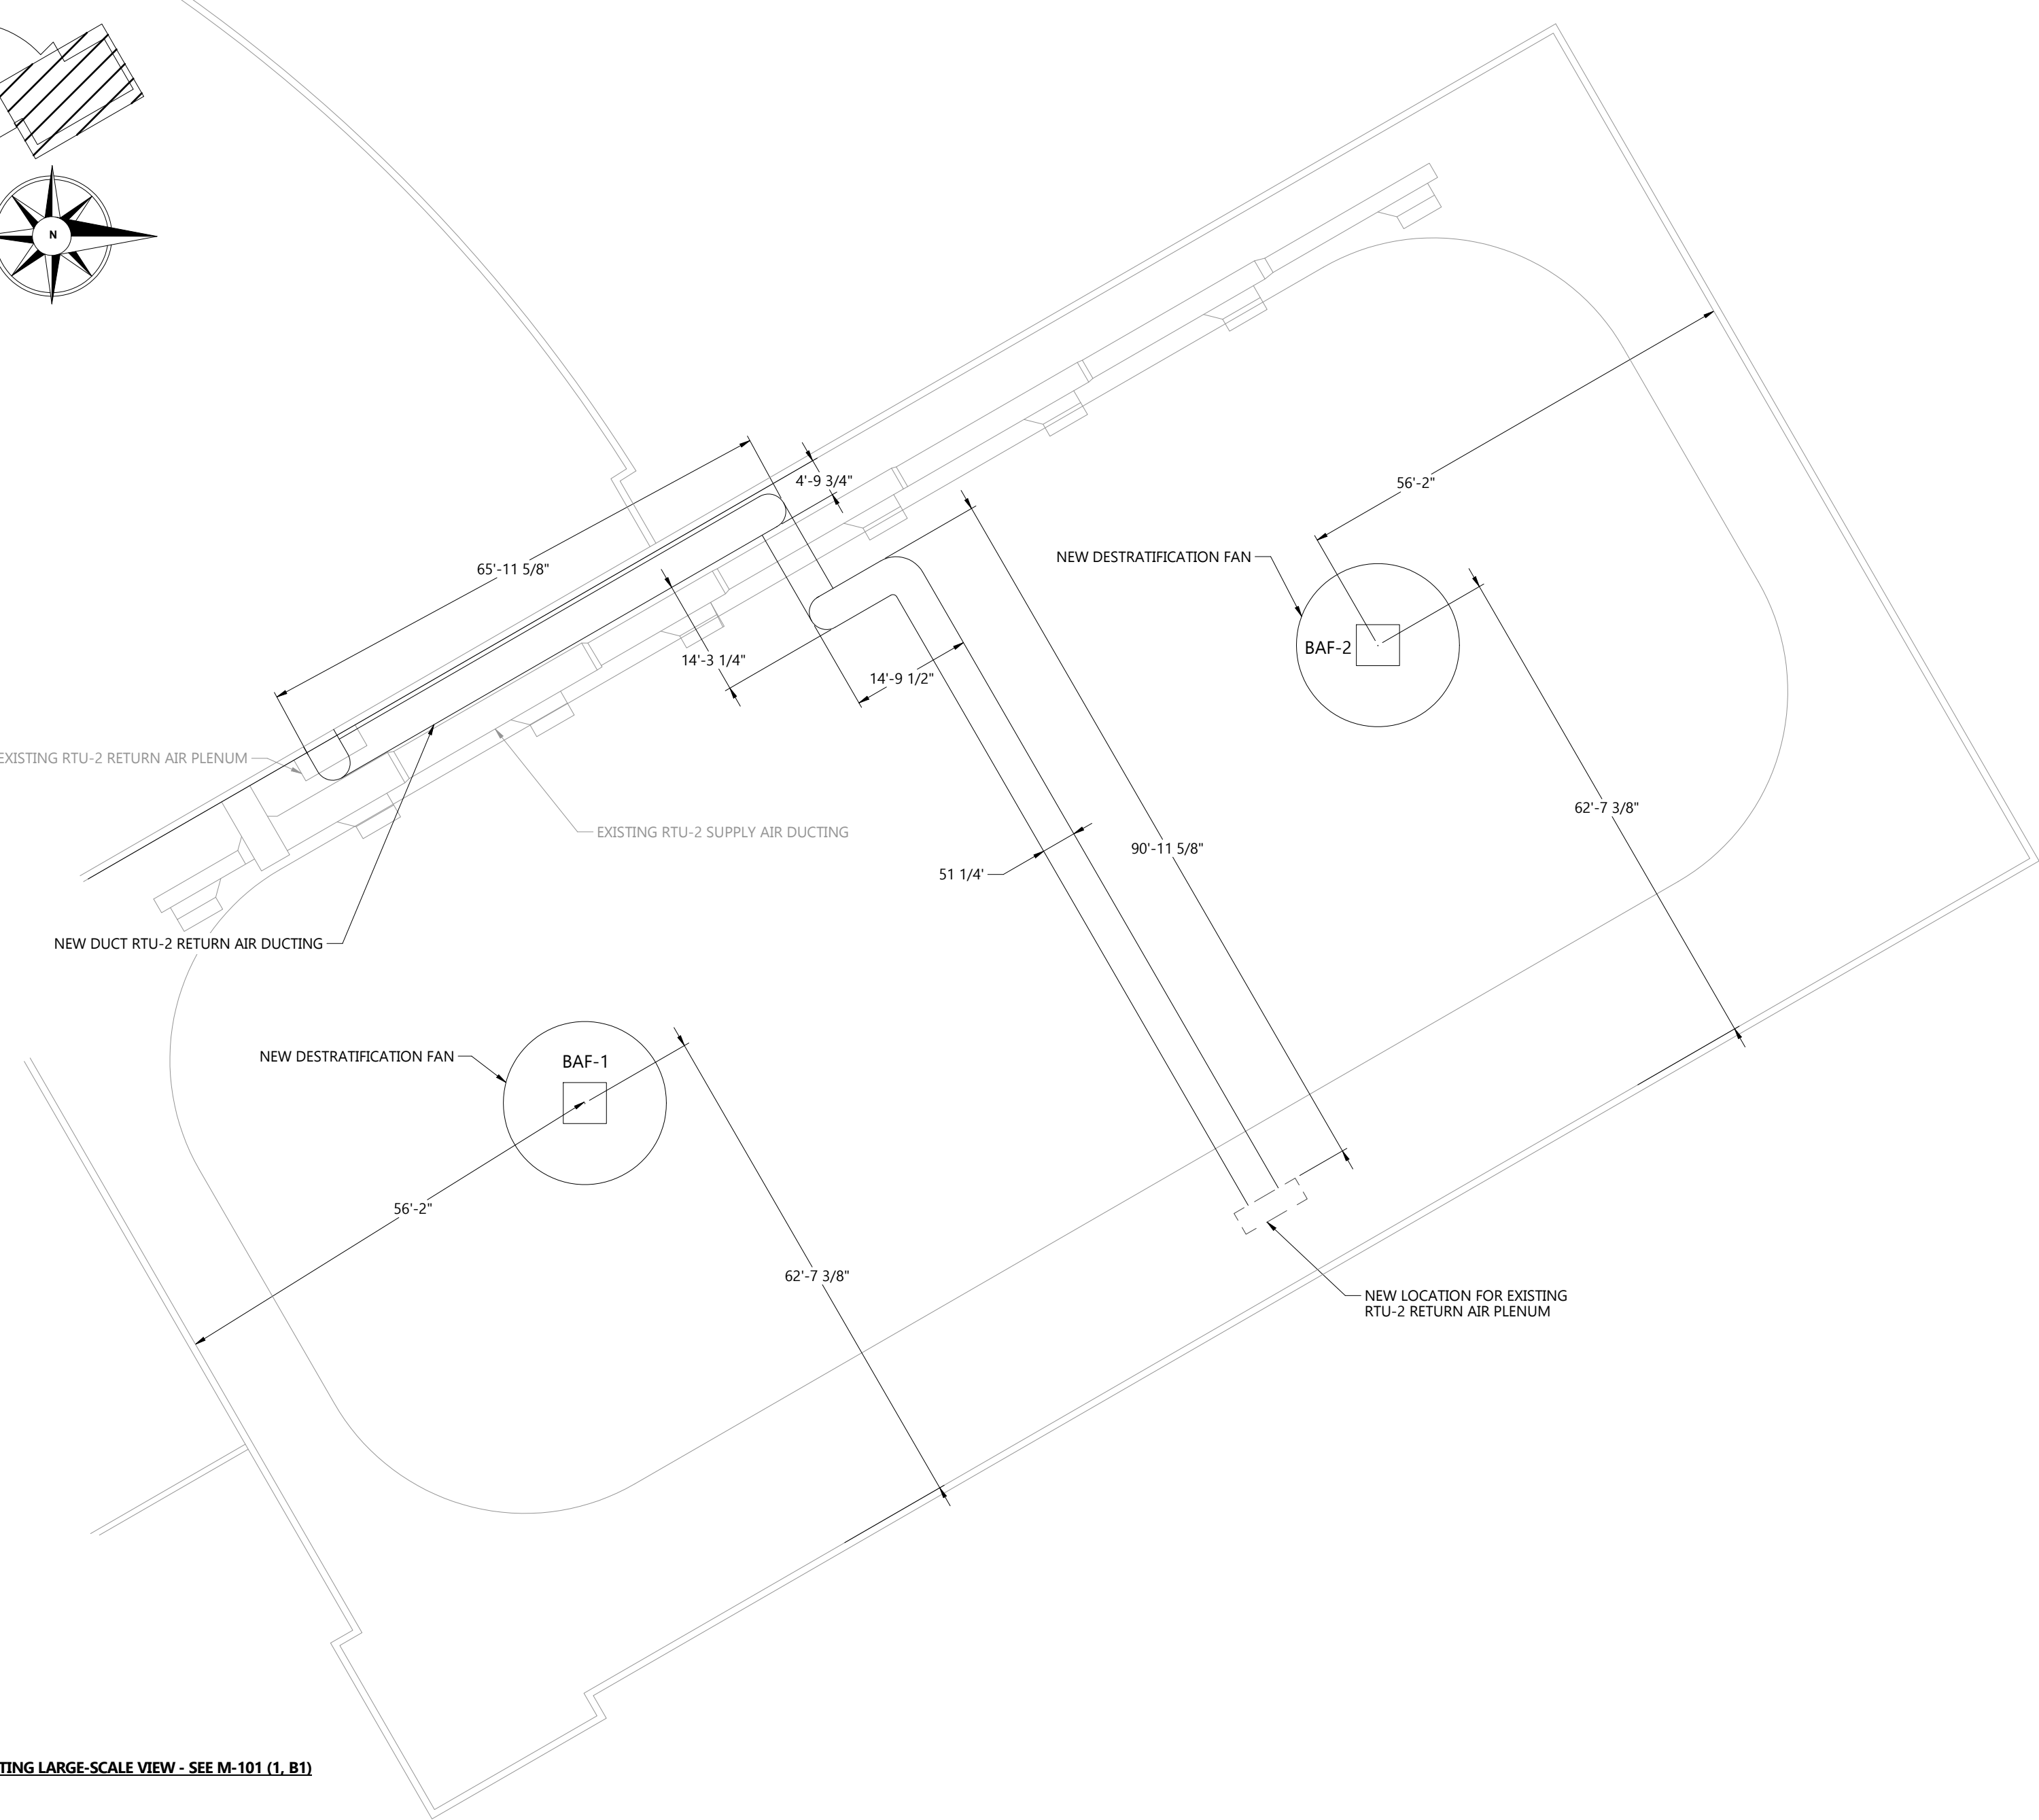 N
4'-9 3/4"
65'-11 5/8"
56'-2"
NEW DESTRATIFICATION FAN
BAF-2
14'-3 1/4"
14'-9 1/2"
EXISTING RTU-2 RETURN AIR PLENUM
62'-7 3/8"
EXISTING RTU-2 SUPPLY AIR DUCTING
90'-11 5/8"
51 1/4'
NEW DUCT RTU-2 RETURN AIR DUCTING
NEW DESTRATIFICATION FAN
BAF-1
56'-2"
62'-7 3/8"
NEW LOCATION FOR EXISTING
RTU-2 RETURN AIR PLENUM
TING LARGE-SCALE VIEW - SEE M-101 (1, B1)